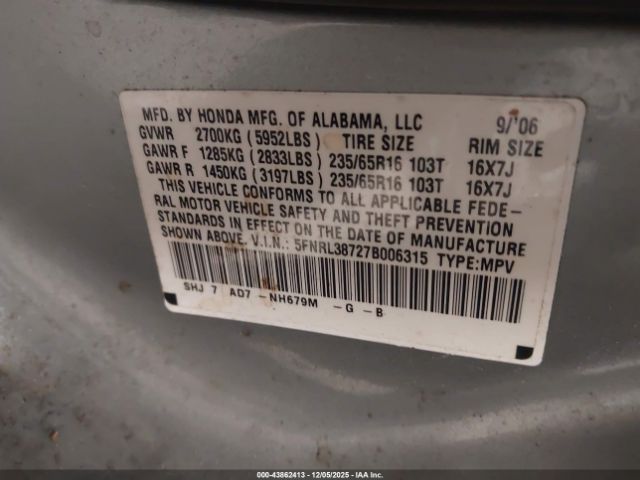 MFD. BY HONDA MFG. OF ALABAMA, LLC 9/'06
GVWR 2700KG (5952LBS) TIRE SIZE RIM SIZE
GAWR F 1285KG (2833LBS) 235/65R16 103T 16X7J
GAWR R 1450KG (3197LBS) 235/65R16 103T 16X7J
THIS VEHICLE CONFORMS TO ALL APPLICABLE FEDE-
RAL MOTOR VEHICLE SAFETY AND THEFT PREVENTION
STANDARDS IN EFFECT ON THE DATE OF MANUFACTURE
SHOWN ABOVE. V.I.N.: 5FNRL38727B006315 TYPE:MPV
SHJ 7 AD7 -NH679M -G -B
000-43862413 - 12/05/2025 - IAA Inc.